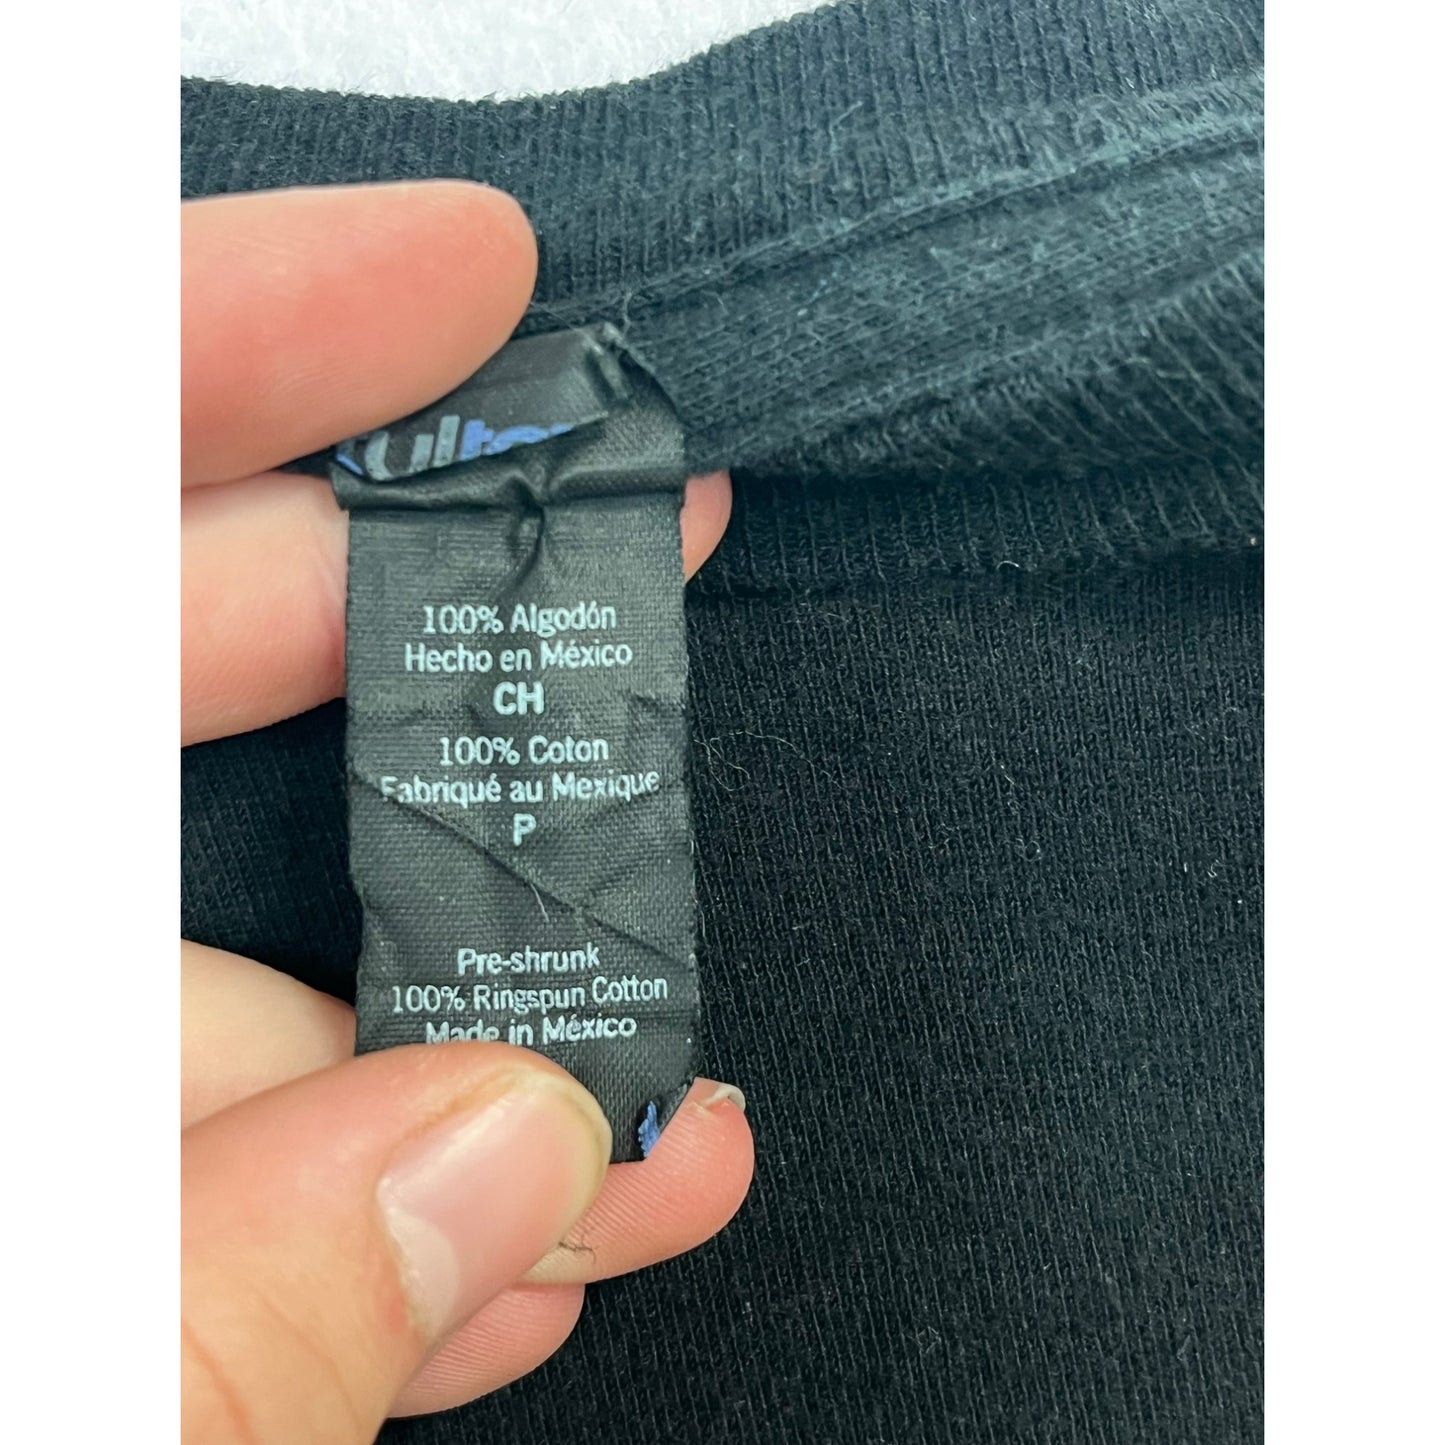 100% Algodón
Hecho en México
CH
100% Coton
Fabriqué au Mexique
P
Pre-shrunk
100% Ringspun Cotton
Made in México